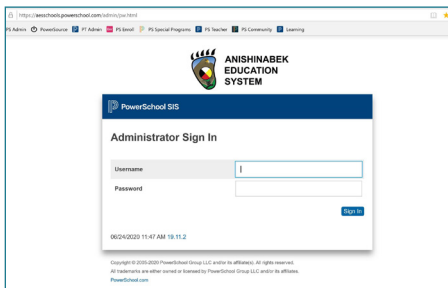 https://aesschools.powerschool.com/admin/pw.html
PS Admin PowerSource PT Admin PS Enroll PS Special Programs PS Teacher PS Community Learning
ANISHINABEK
EDUCATION
SYSTEM
PowerSchool SIS
Administrator Sign In
Username
Password
Sign In
06/24/2020 11:47 AM 19.11.2
Copyright © 2005-2020 PowerSchool Group LLC and/or its affiliate(s). All rights reserved.
All trademarks are either owned or licensed by PowerSchool Group LLC and/or its affiliates.
PowerSchool.com